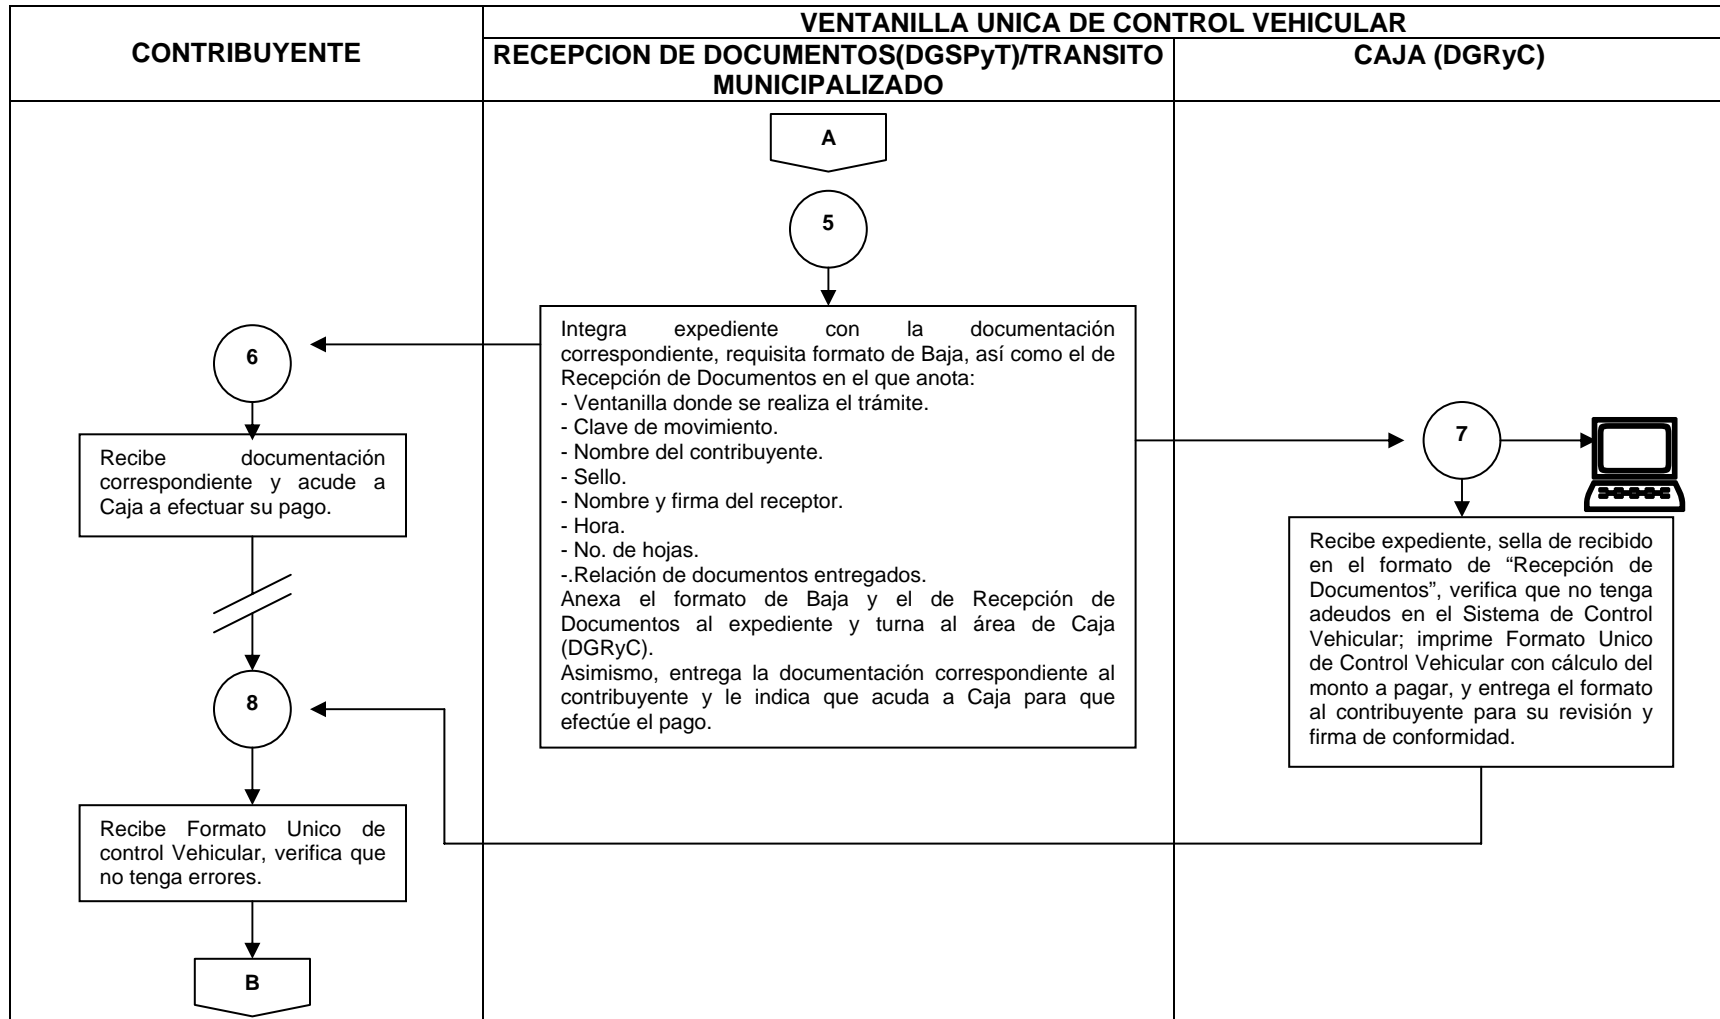 VENTANILLA UNICA DE CONTROL VEHICULAR
CONTRIBUYENTE
RECEPCION DE DOCUMENTOS(DGSPyT)/TRANSITO
MUNICIPALIZADO
CAJA (DGRyC)
A
5
Integra expediente con la documentación
correspondiente, requisita formato de Baja, así como el de
Recepción de Documentos en el que anota:
- Ventanilla donde se realiza el trámite.
- Clave de movimiento.
- Nombre del contribuyente.
- Sello.
- Nombre y firma del receptor.
- Hora.
- No. de hojas.
-.Relación de documentos entregados.
Anexa el formato de Baja y el de Recepción de
Documentos al expediente y turna al área de Caja
(DGRyC).
Asimismo, entrega la documentación correspondiente al
contribuyente y le indica que acuda a Caja para que
efectúe el pago.
6
Recibe documentación
correspondiente y acude a
Caja a efectuar su pago.
7
Recibe expediente, sella de recibido
en el formato de “Recepción de
Documentos”, verifica que no tenga
adeudos en el Sistema de Control
Vehicular; imprime Formato Unico
de Control Vehicular con cálculo del
monto a pagar, y entrega el formato
al contribuyente para su revisión y
firma de conformidad.
8
Recibe Formato Unico de
control Vehicular, verifica que
no tenga errores.
B